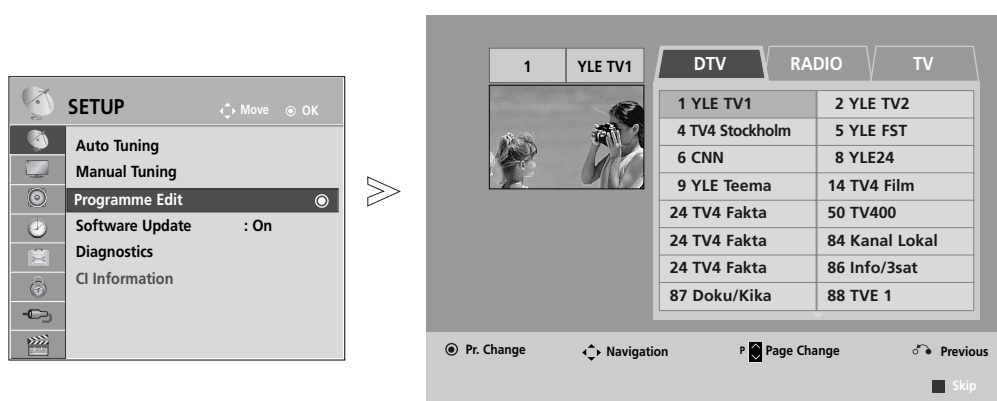 SETUP Move OK
Auto Tuning
Manual Tuning
Programme Edit
Software Update : On
Diagnostics
CI Information
1 YLE TV1
DTV RADIO TV
1 YLE TV1 2 YLE TV2
4 TV4 Stockholm 5 YLE FST
6 CNN 8 YLE24
9 YLE Teema 14 TV4 Film
24 TV4 Fakta 50 TV400
24 TV4 Fakta 84 Kanal Lokal
24 TV4 Fakta 86 Info/3sat
87 Doku/Kika 88 TVE 1
Pr. Change Navigation P Page Change Previous
Skip